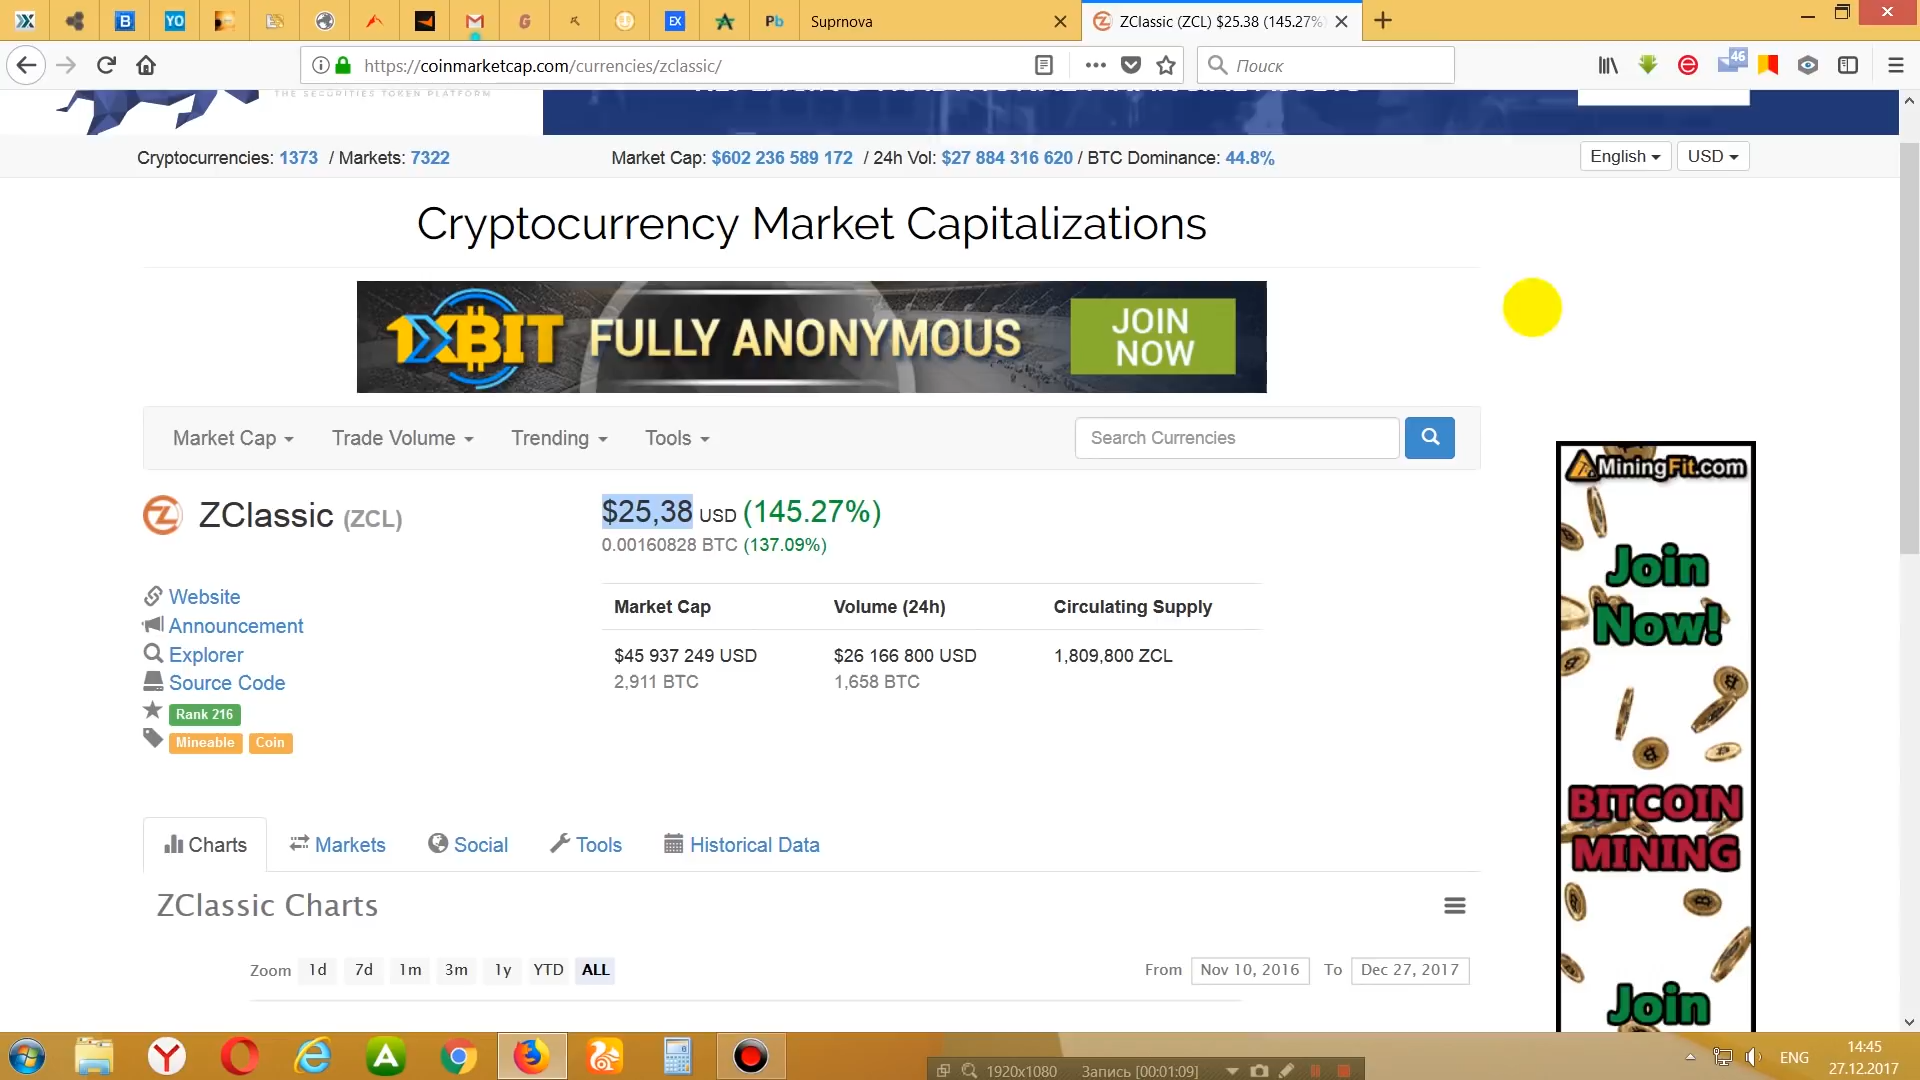 Suprnova
ZClassic (ZCL) $25.38 (145.27%)
https://coinmarketcap.com/currencies/zclassic/
Поиск
46
THE SECURITIES TOKEN PLATFORM
Cryptocurrencies: 1373 / Markets: 7322
Market Cap: $602 236 589 172 / 24h Vol: $27 884 316 620 / BTC Dominance: 44.8%
English
USD
Cryptocurrency Market Capitalizations
1XBIT FULLY ANONYMOUS
JOIN
NOW
Market Cap
Trade Volume
Trending
Tools
Search Currencies
ZClassic (ZCL)
$25,38 USD (145.27%)
0.00160828 BTC (137.09%)
Website
Announcement
Explorer
Source Code
Rank 216
Mineable Coin
Market Cap Volume (24h) Circulating Supply
$45 937 249 USD $26 166 800 USD 1,809,800 ZCL
2,911 BTC 1,658 BTC
MiningFit.com
Join
Now!
BITCOIN
MINING
Join
Charts Markets Social Tools Historical Data
ZClassic Charts
Zoom 1d 7d 1m 3m 1y YTD ALL
From Nov 10, 2016 To Dec 27, 2017
1920x1080 Запись [00:01:09]
ENG
14:45
27.12.2017